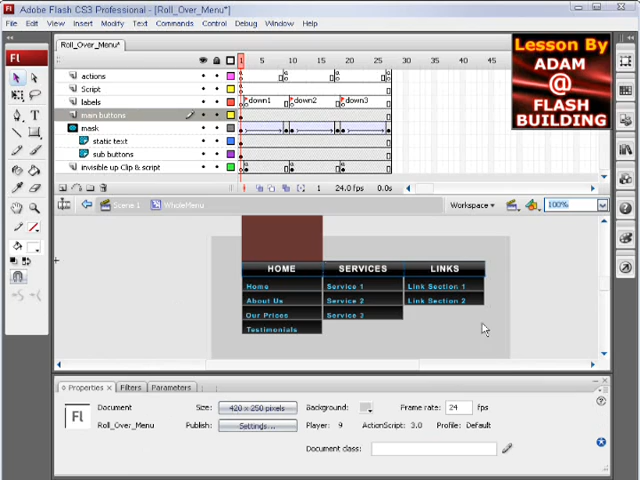 Adobe Flash CS3 Professional - [Roll_Over_Menu*]
File Edit View Insert Modify Text Commands Control Debug Window Help
Fl
Roll_Over_Menu*
1 5 10 15 20 25 30 35 40 45
actions
Script
labels down1 down2 down3
main buttons
mask
static text
sub buttons
invisible up Clip & script
1 24.0 fps 0.0s
Scene 1 WholeMenu Workspace 100%
Lesson By
ADAM
@
FLASH
BUILDING
HOME SERVICES LINKS
Home Service 1 Link Section 1
About Us Service 2 Link Section 2
Our Prices Service 3
Testimonials
Properties Filters Parameters
Fl
Document Size: 420 x 250 pixels Background: Frame rate: 24 fps
Roll_Over_Menu Publish: Settings... Player: 9 ActionScript: 3.0 Profile: Default
Document class: